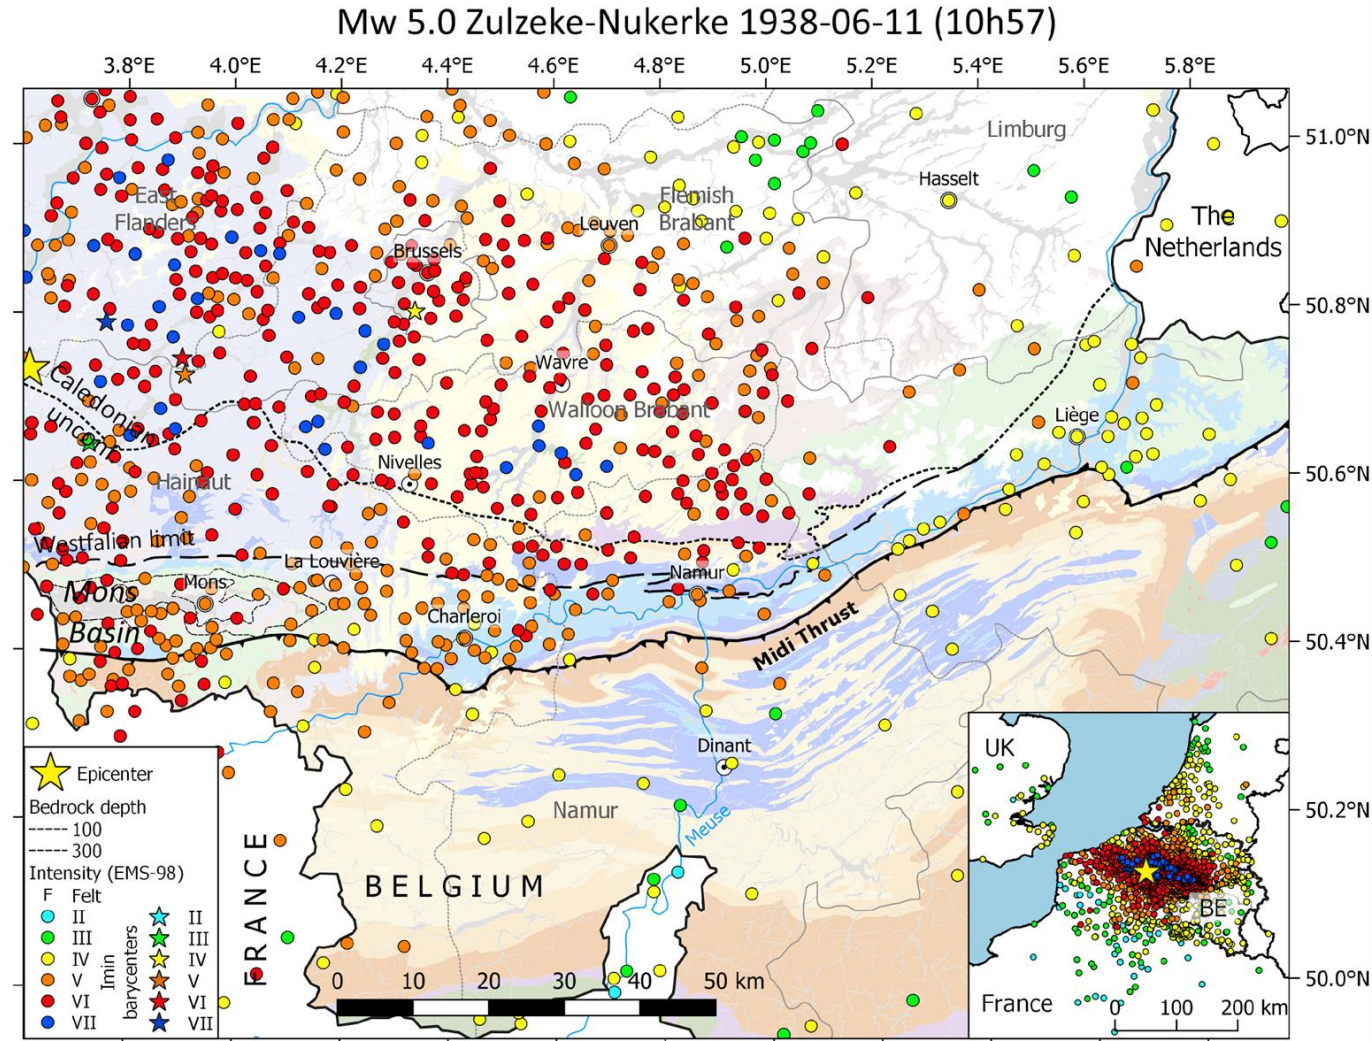 Mw 5.0 Zulzeke-Nukerke 1938-06-11 (10h57)
3.8°E 4.0°E 4.2°E 4.4°E 4.6°E 4.8°E 5.0°E 5.2°E 5.4°E 5.6°E 5.8°E
51.0°N
Limburg
Hasselt
East
Flanders
Flemish
Brabant
Leuven
The
Netherlands
Brussels
50.8°N
Wavre
Caledonian
unconf.
Walloon Brabant
Liège
Nivelles
Hainaut
50.6°N
Westfalian limit
La Louvière
Mons
Mons
Basin
Namur
Charleroi
Midi Thrust
50.4°N
Dinant
Namur
Meuse
50.2°N
BELGIUM
FRANCE
50.0°N
0 10 20 30 40 50 km
Epicenter
Bedrock depth
100
300
Intensity (EMS-98)
F Felt
II
III
IV
V
VI
VII
Imin
barycenters
II
III
IV
V
VI
VII
UK
BE
France
0 100 200 km